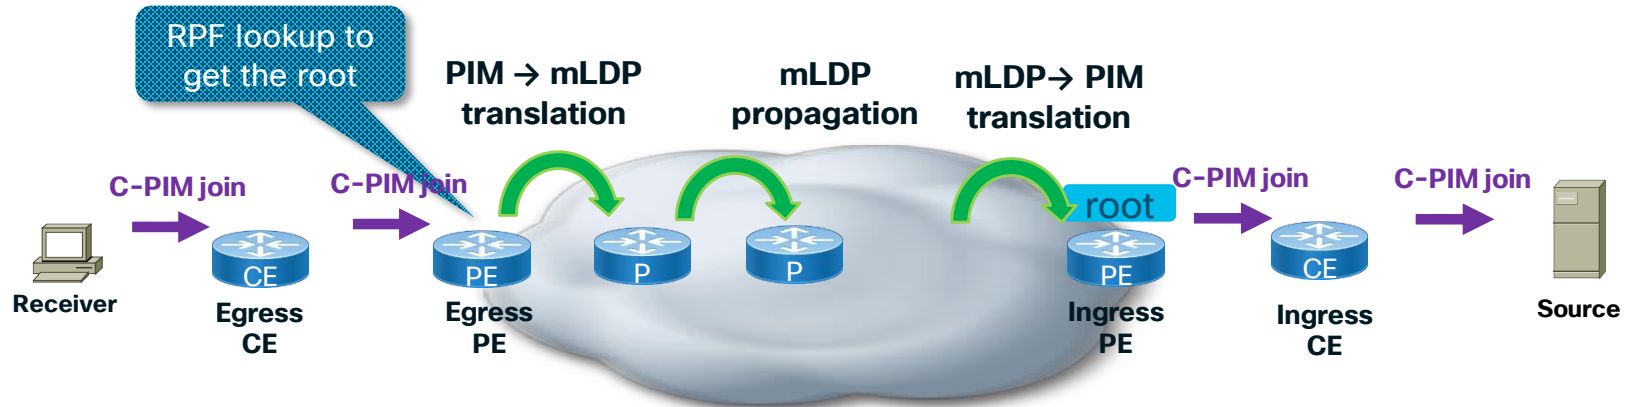 RPF lookup to
get the root
PIM → mLDP
translation
mLDP
propagation
mLDP→ PIM
translation
C-PIM join
C-PIM join
C-PIM join
C-PIM join
root
CE
PE
P
P
PE
CE
Receiver
Egress
CE
Egress
PE
Ingress
PE
Ingress
CE
Source